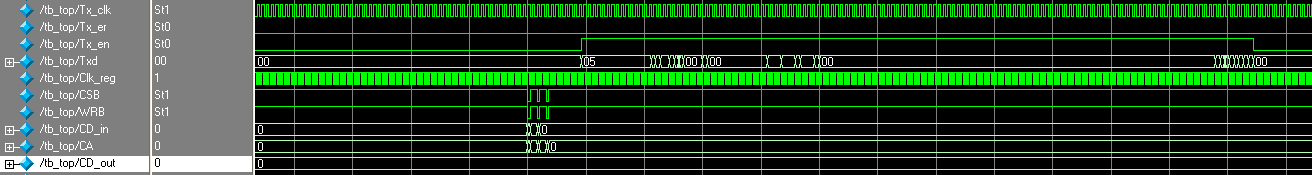 /tb_top/Tx_clk St1
/tb_top/Tx_er St0
/tb_top/Tx_en St0
/tb_top/Txd 00 00 05 00 00 00 00
/tb_top/Clk_reg 1
/tb_top/CSB St1
/tb_top/WRB St1
/tb_top/CD_in 0 0 0
/tb_top/CA 0 0 0
/tb_top/CD_out 0 0